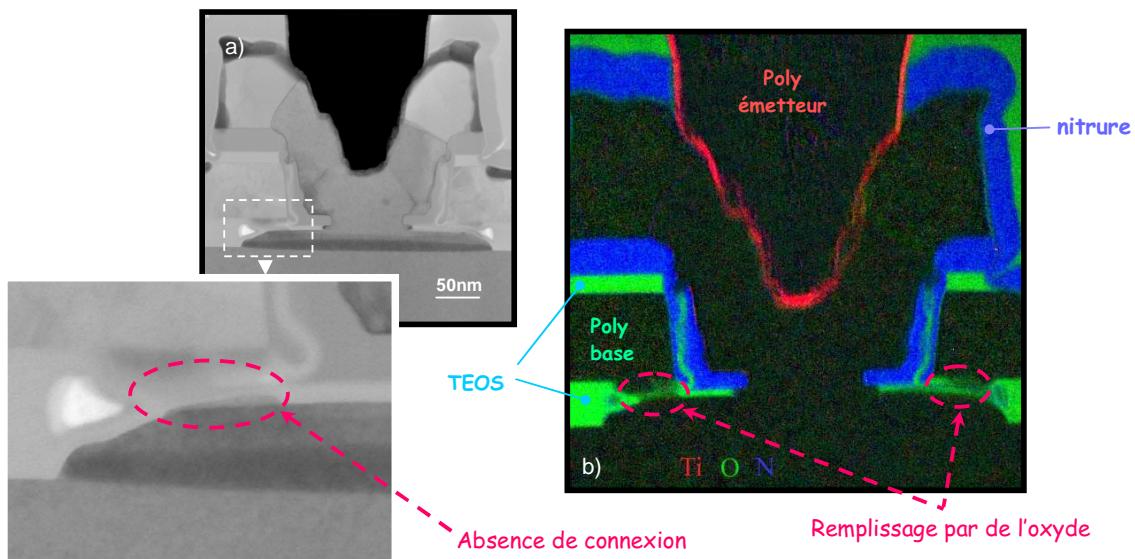 a)
50nm
Absence de connexion
Poly
émetteur
nitrure
Poly
base
TEOS
b)
Ti O N
Remplissage par de l'oxyde